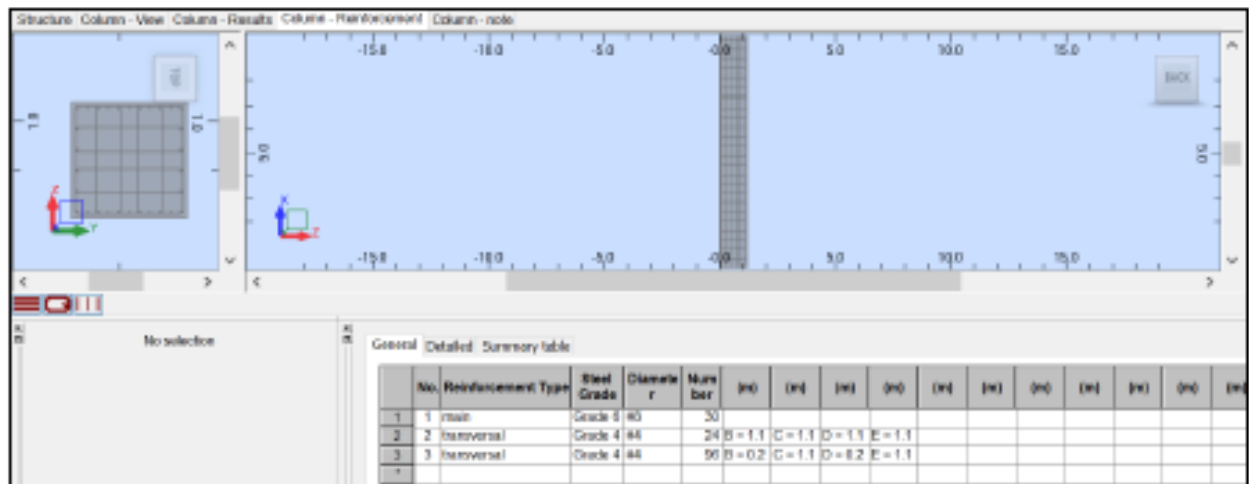 Structure Column - View Column - Results Column - Reinforcement Column - note
-15.0 -10.0 -5.0 -0.0 5.0 10.0 15.0
TOP
BACK
1.0
5.0 5.0
Z
Y
X
Z
-15.0 -10.0 -5.0 -0.0 5.0 10.0 15.0
No selection
General Detailed Summary table
No. Reinforcement Type Steel Grade Diameter Number (m) (m) (m) (m) (m) (m) (m) (m) (m) (m) (m)
1 1 main Grade 6
2 2 transversal Grade 4 #4 24 B = 1.1 C = 1.1 D = 1.1 E = 1.1
3 3 transversal Grade 4 #4 96 B = 0.2 C = 1.1 D = 0.2 E = 1.1